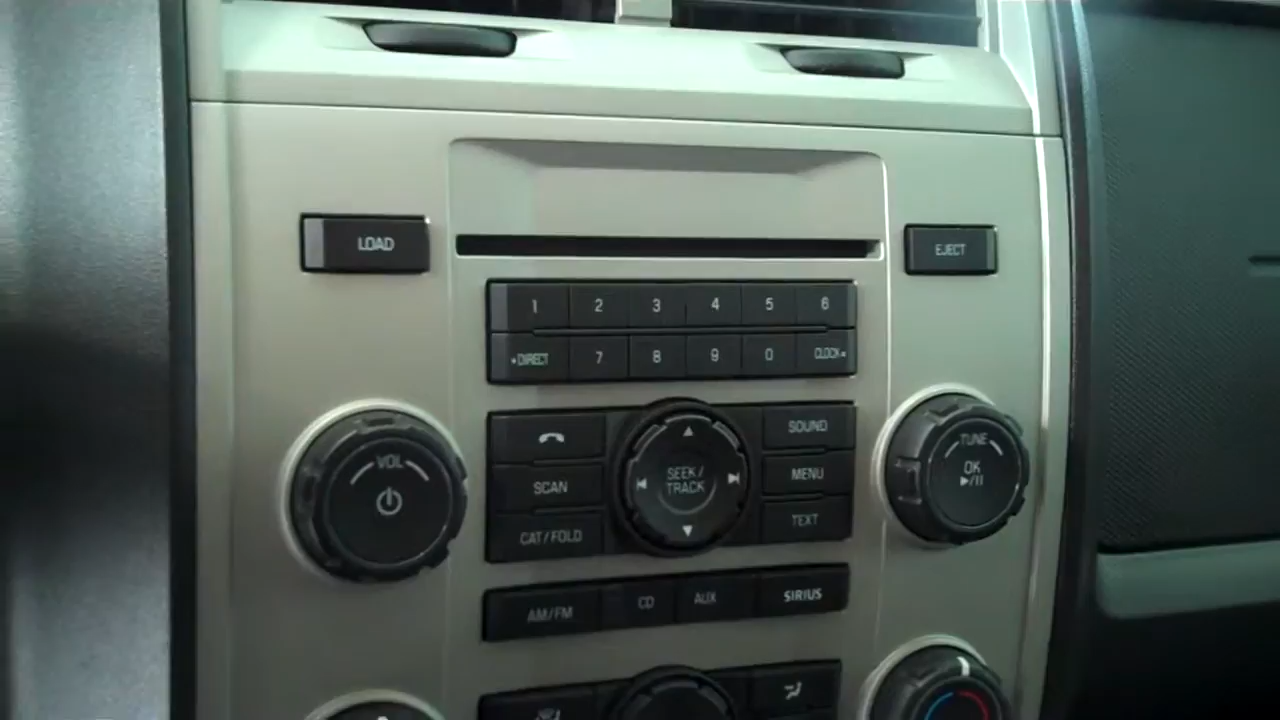 LOAD
EJECT
1 2 3 4 5 6
DIRECT 7 8 9 0 CLOCK
SOUND
VOL
TUNE
OK
SEEK/
TRACK
SCAN
MENU
CAT/FOLD
TEXT
AM/FM CD AUX SIRIUS